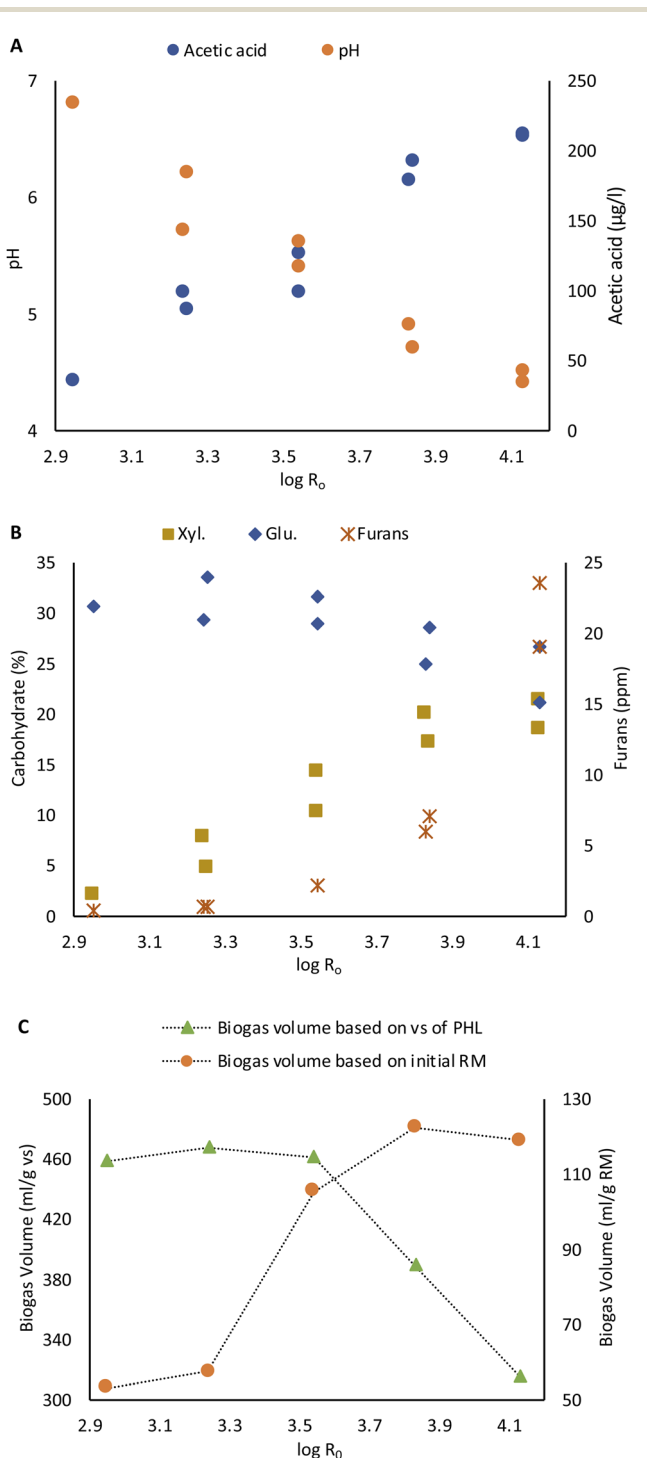 A
Acetic acid pH
7 250
6 200
150
5 100
50
4 0
pH
Acetic acid (µg/l)
2.9 3.1 3.3 3.5 3.7 3.9 4.1
log Ro
B
Xyl. Glu. Furans
35 25
30 20
25
20 15
15 10
10
5 5
0 0
Carbohydrate (%)
Furans (ppm)
2.9 3.1 3.3 3.5 3.7 3.9 4.1
log Ro
C
Biogas volume based on vs of PHL
Biogas volume based on initial RM
500 130
460 110
420 90
380
340 70
300 50
Biogas Volume (ml/g vs)
Biogas Volume (ml/g RM)
2.9 3.1 3.3 3.5 3.7 3.9 4.1
log R0